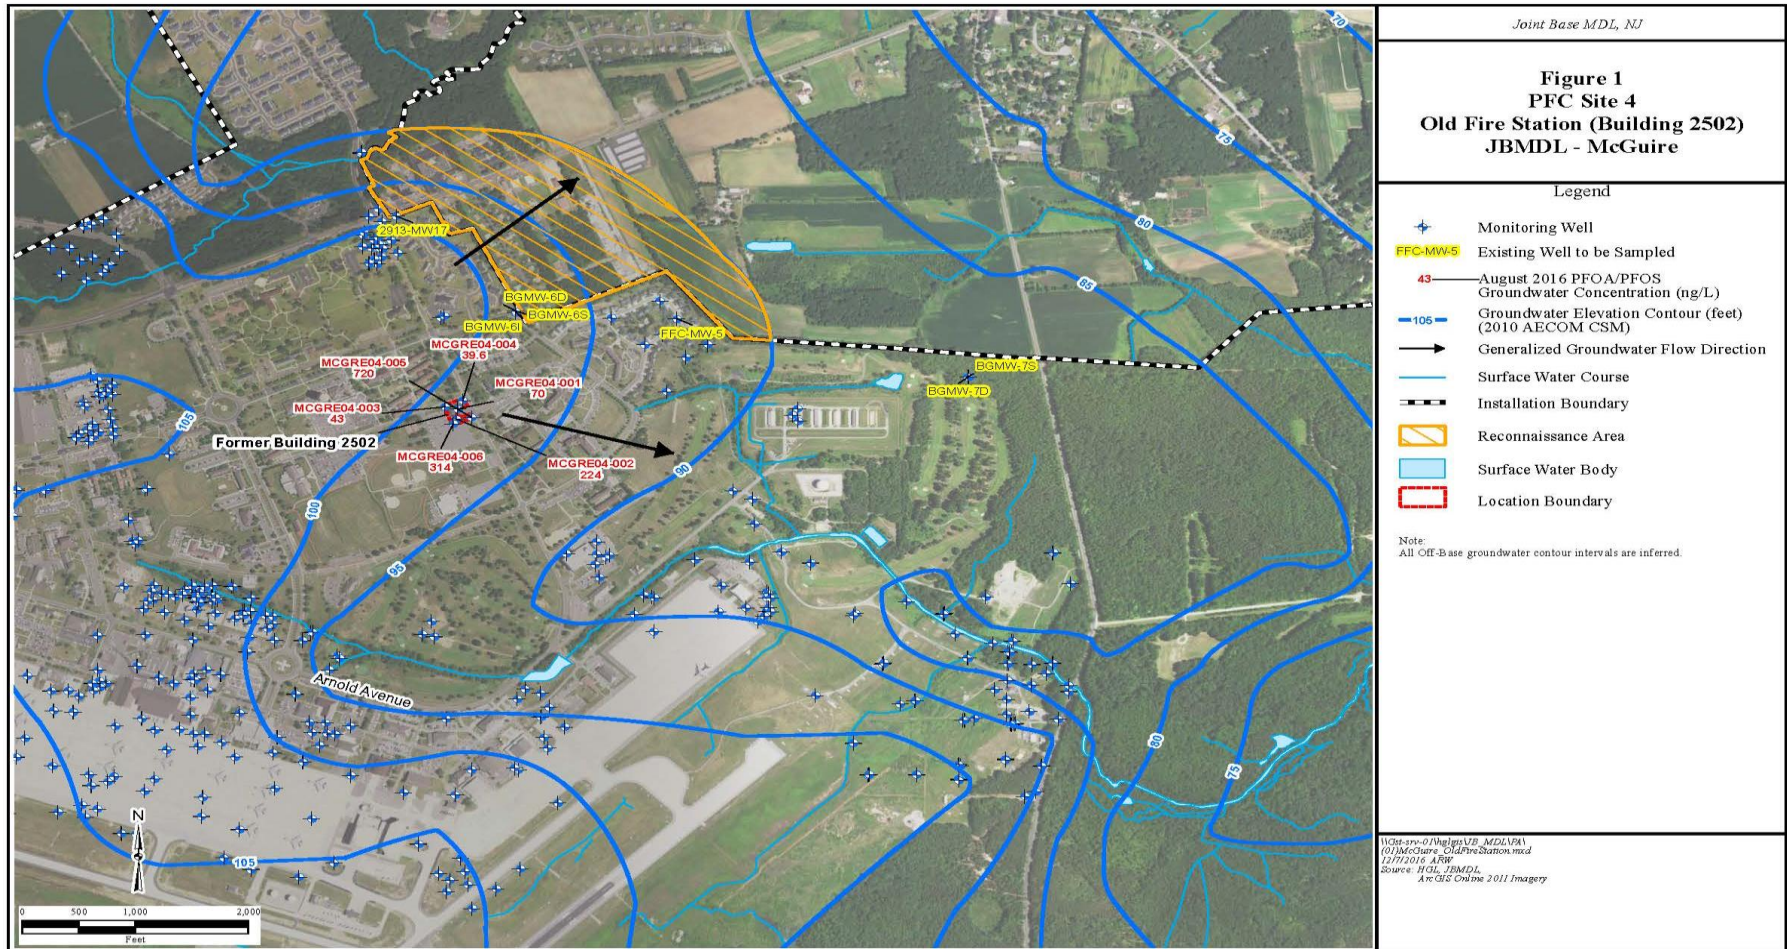 Joint Base MDL, NJ
Figure 1
PFC Site 4
Old Fire Station (Building 2502)
JBMDL - McGuire
Legend
Monitoring Well
FFC-MW-5
Existing Well to be Sampled
43
August 2016 PFOA/PFOS
Groundwater Concentration (ng/L)
105
Groundwater Elevation Contour (feet)
(2010 AECOM CSM)
Generalized Groundwater Flow Direction
Surface Water Course
Installation Boundary
Reconnaissance Area
Surface Water Body
Location Boundary
Note:
All Off-Base groundwater contour intervals are inferred.
12/7/2016 ARW
Source: HGL, JBMDL,
ArcGIS Online 2011 Imagery
70
75
80
85
2913-MW17
BGMW-6D
BGMW-6S
BGMW-6I
FFC-MW-5
MCGRE04-004
39.6
MCGRE04-005
720
MCGRE04-001
70
MCGRE04-003
43
Former Building 2502
MCGRE04-006
314
MCGRE04-002
224
BGMW-7S
BGMW-7D
105
90
100
95
Arnold Avenue
80
75
105
N
0 500 1,000 2,000
Feet